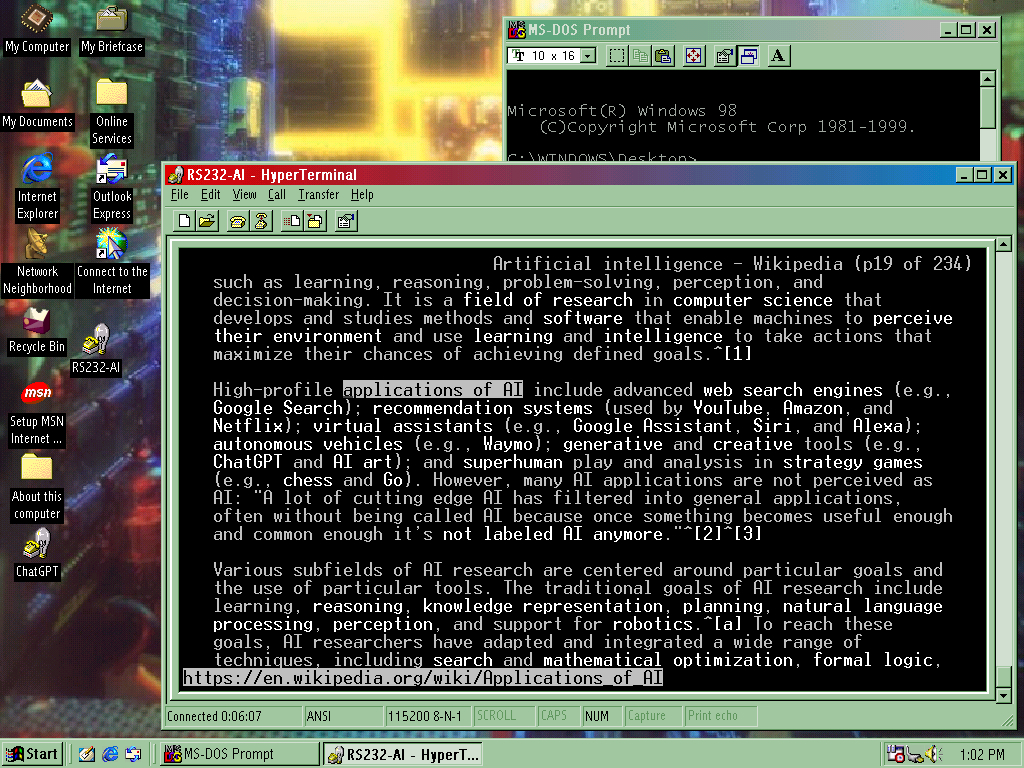 My Computer
My Briefcase
My Documents
Online
Services
Internet
Explorer
Outlook
Express
Network
Neighborhood
Connect to the
Internet
Recycle Bin
RS232-AI
msn
Setup MSN
Internet ...
About this
computer
ChatGPT
MS-DOS Prompt
10 x 16
A
Microsoft(R) Windows 98
(C)Copyright Microsoft Corp 1981-1999.
C:\WINDOWS\Desktop>
RS232-AI - HyperTerminal
File Edit View Call Transfer Help
Artificial intelligence - Wikipedia (p19 of 234)
such as learning, reasoning, problem-solving, perception, and
decision-making. It is a field of research in computer science that
develops and studies methods and software that enable machines to perceive
their environment and use learning and intelligence to take actions that
maximize their chances of achieving defined goals.^[1]
High-profile applications of AI include advanced web search engines (e.g.,
Google Search); recommendation systems (used by YouTube, Amazon, and
Netflix); virtual assistants (e.g., Google Assistant, Siri, and Alexa);
autonomous vehicles (e.g., Waymo); generative and creative tools (e.g.,
ChatGPT and AI art); and superhuman play and analysis in strategy games
(e.g., chess and Go). However, many AI applications are not perceived as
AI: "A lot of cutting edge AI has filtered into general applications,
often without being called AI because once something becomes useful enough
and common enough it's not labeled AI anymore."^[2]^[3]
Various subfields of AI research are centered around particular goals and
the use of particular tools. The traditional goals of AI research include
learning, reasoning, knowledge representation, planning, natural language
processing, perception, and support for robotics.^[a] To reach these
goals, AI researchers have adapted and integrated a wide range of
techniques, including search and mathematical optimization, formal logic,
https://en.wikipedia.org/wiki/Applications_of_AI
Connected 0:06:07 ANSI 115200 8-N-1 SCROLL CAPS NUM Capture Print echo
Start MS-DOS Prompt RS232-AI - HyperT... 1:02 PM